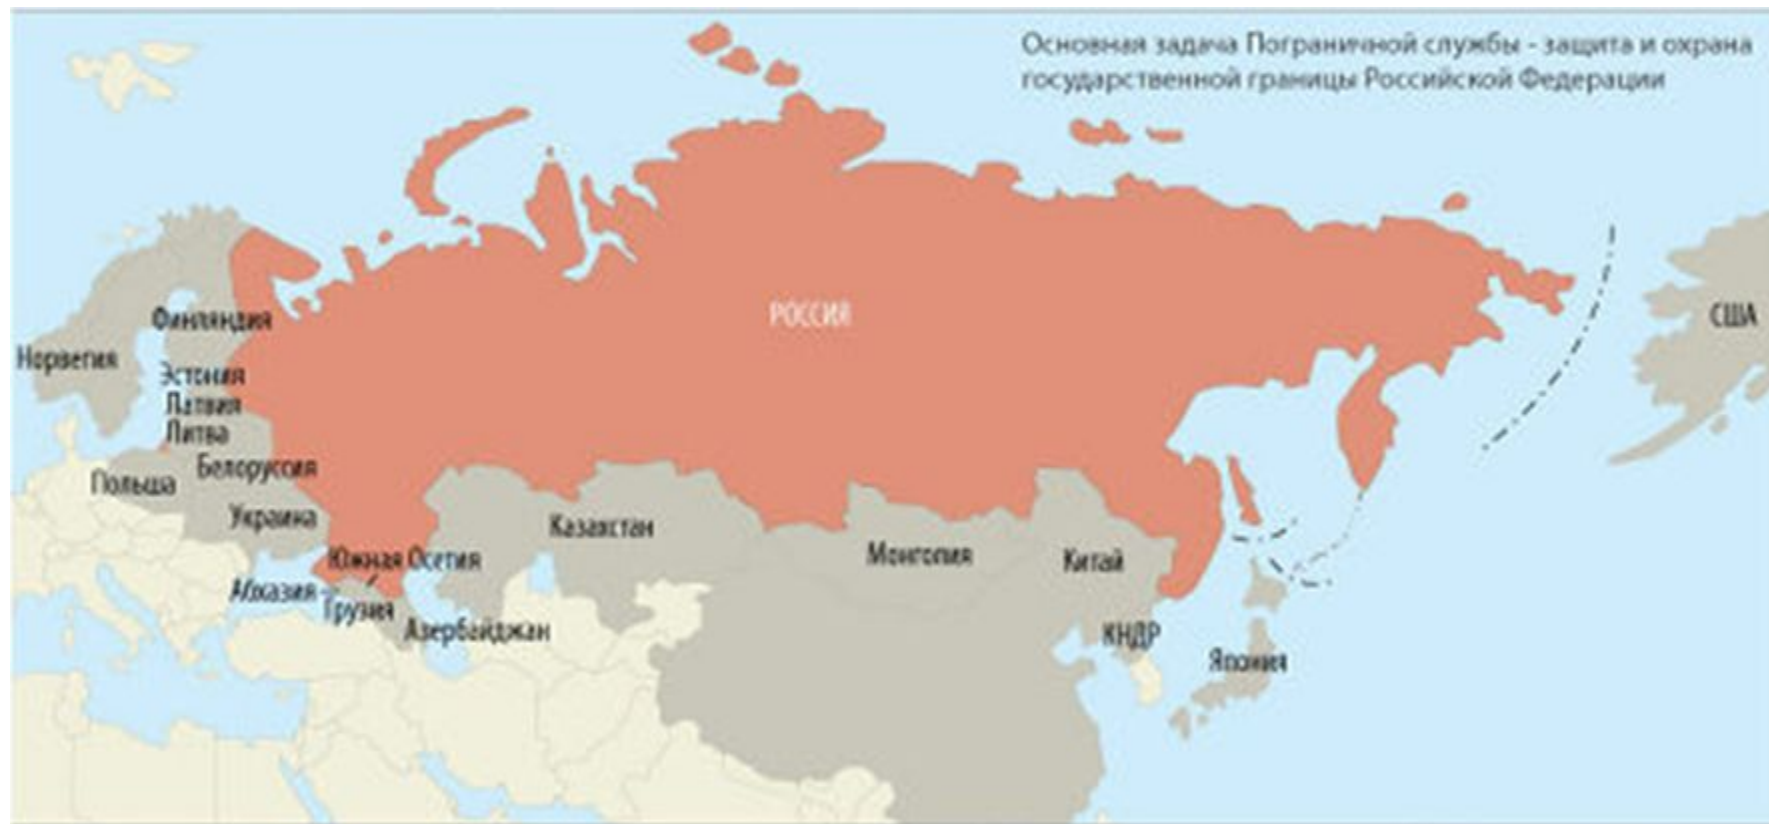 Основная задача Пограничной службы - защита и охрана
государственной границы Российской Федерации
РОССИЯ
США
Финляндия
Норвегия
Эстония
Латвия
Литва
Белоруссия
Польша
Украина
Казахстан
Южная Осетия
Монголия
Китай
Абхазия
Грузия
Азербайджан
КНДР
Япония